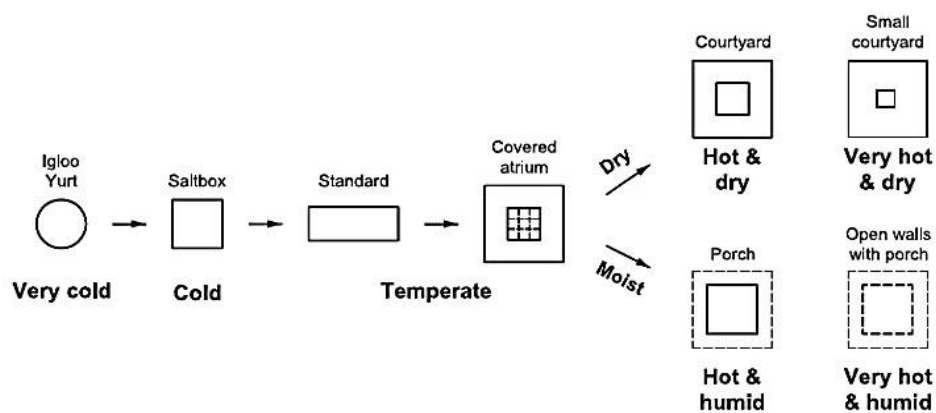 Igloo
Yurt
Very cold
Saltbox
Cold
Standard
Temperate
Covered
atrium
Dry
Moist
Courtyard
Hot &
dry
Small
courtyard
Very hot
& dry
Porch
Hot &
humid
Open walls
with porch
Very hot
& humid